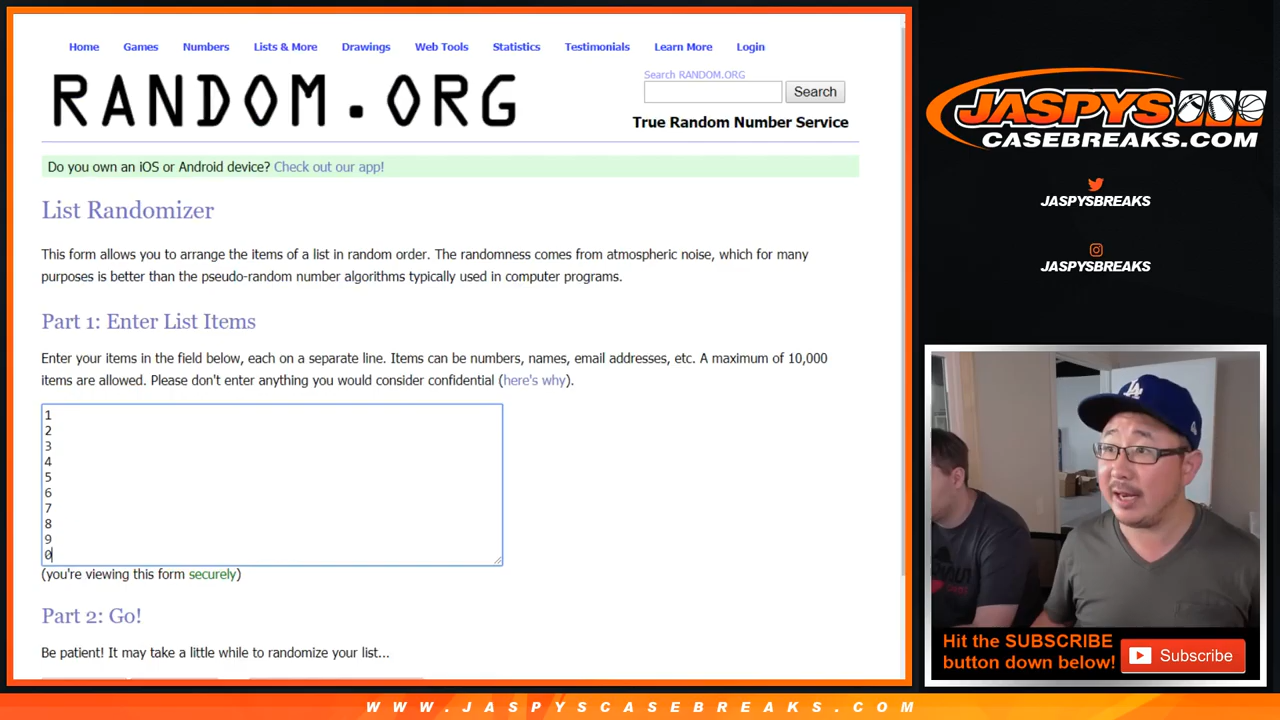 Home Games Numbers Lists & More Drawings Web Tools Statistics Testimonials Learn More Login
RANDOM.ORG
Search RANDOM.ORG
Search
True Random Number Service
Do you own an iOS or Android device? Check out our app!
List Randomizer
This form allows you to arrange the items of a list in random order. The randomness comes from atmospheric noise, which for many
purposes is better than the pseudo-random number algorithms typically used in computer programs.
Part 1: Enter List Items
Enter your items in the field below, each on a separate line. Items can be numbers, names, email addresses, etc. A maximum of 10,000
items are allowed. Please don't enter anything you would consider confidential (here's why).
1
2
3
4
5
6
7
8
9
0
(you're viewing this form securely)
Part 2: Go!
Be patient! It may take a little while to randomize your list...
JASPYS
CASEBREAKS.COM
JASPYSBREAKS
JASPYSBREAKS
LA
Hit the SUBSCRIBE
button down below!
Subscribe
WWW.JASPYSCASEBREAKS.COM